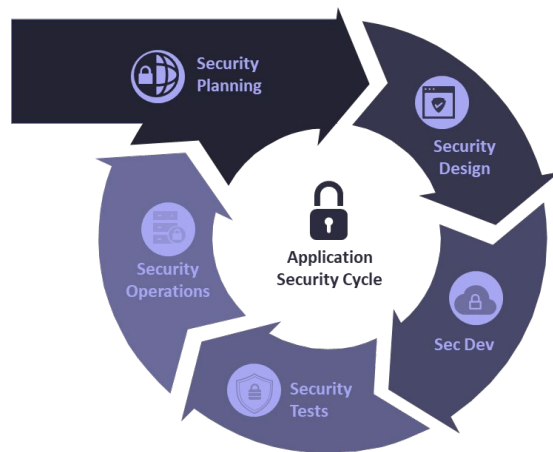 Security
Planning
Security
Design
Sec Dev
Security
Tests
Security
Operations
Application
Security Cycle